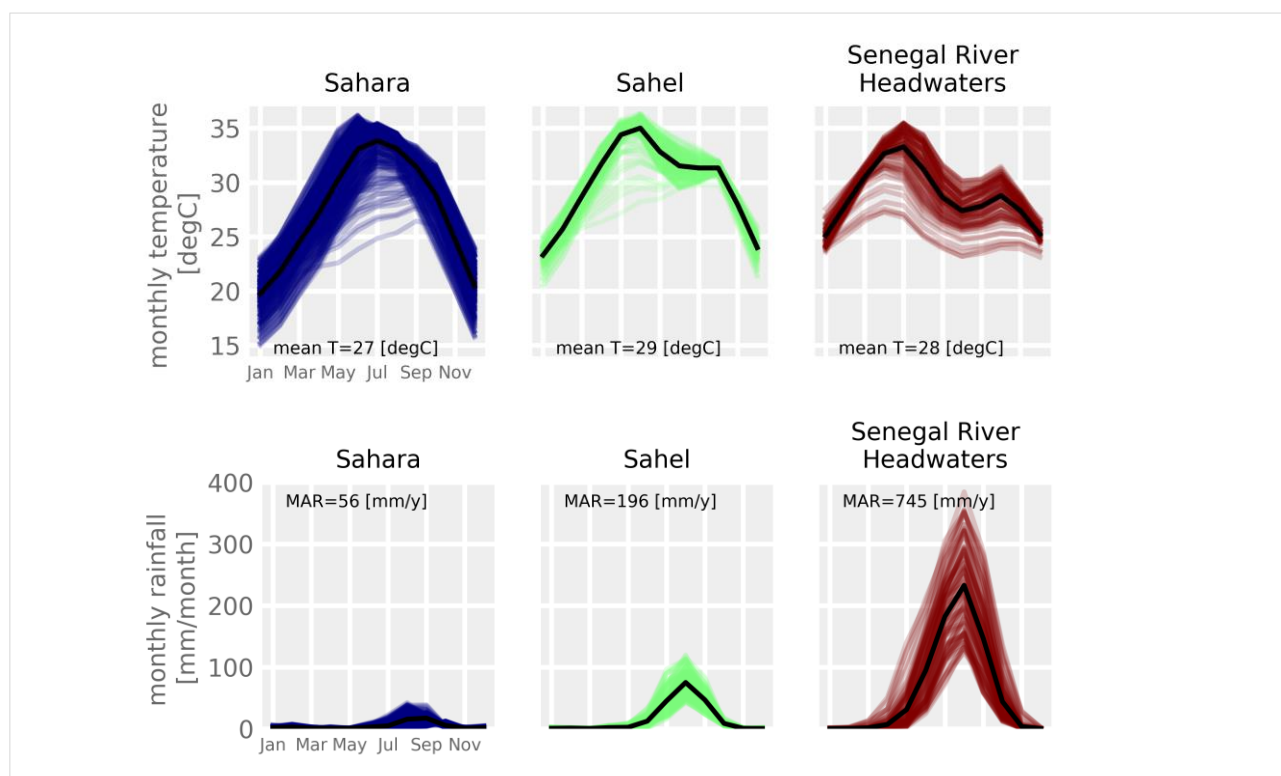 Sahara
Sahel
Senegal River
Headwaters
monthly temperature
[degC]
35
30
25
20
15
mean T=27 [degC]
mean T=29 [degC]
mean T=28 [degC]
Jan Mar May Jul Sep Nov
Sahara
Sahel
Senegal River
Headwaters
monthly rainfall
[mm/month]
400
300
200
100
0
MAR=56 [mm/y]
MAR=196 [mm/y]
MAR=745 [mm/y]
Jan Mar May Jul Sep Nov